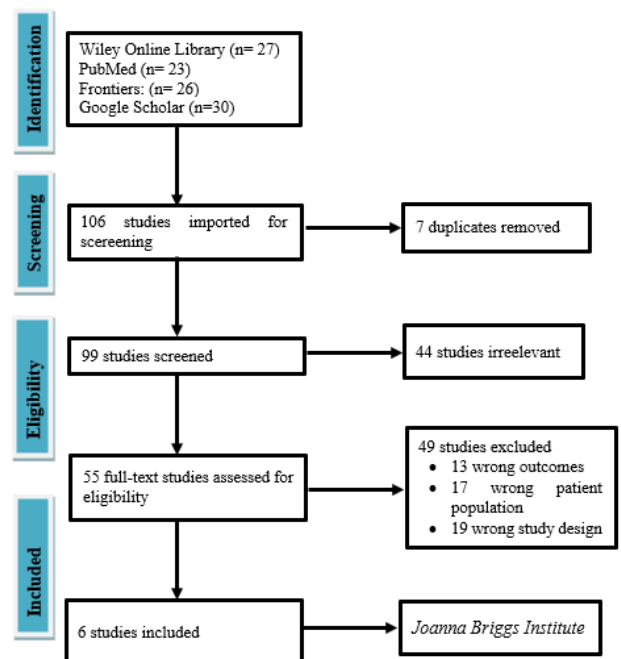 Identification
Wiley Online Library (n= 27)
PubMed (n= 23)
Frontiers: (n= 26)
Google Scholar (n=30)
Screening
106 studies imported for
scereening
7 duplicates removed
Eligibility
99 studies screened
44 studies irreelevant
55 full-text studies assessed for
eligibility
49 studies excluded
• 13 wrong outcomes
• 17 wrong patient
population
• 19 wrong study design
Included
6 studies included
Joanna Briggs Institute